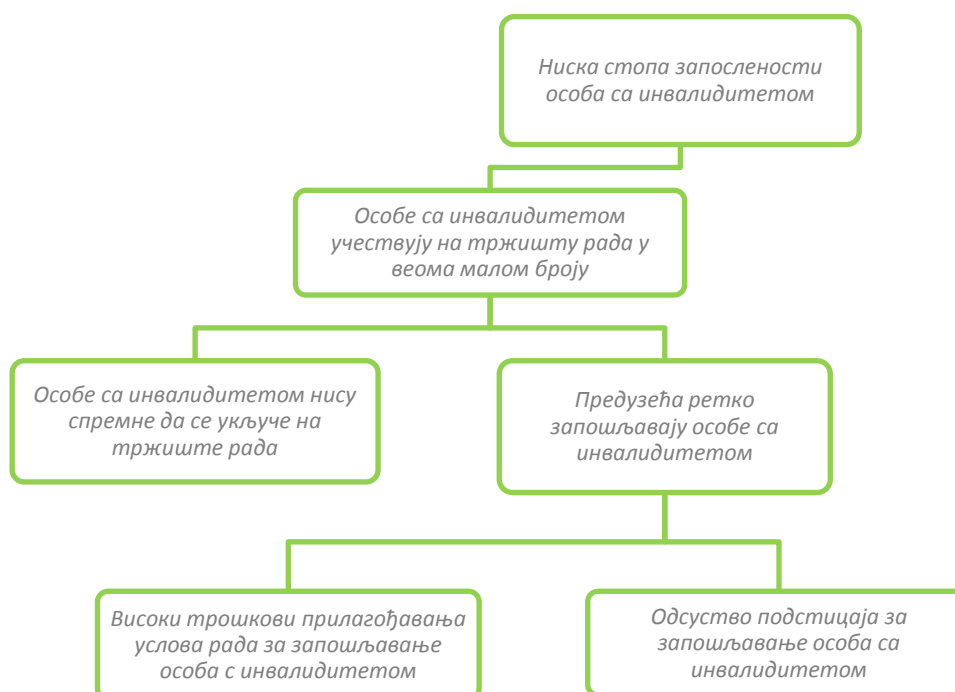 Ниска стопа запослености
особа са инвалидитетом
Особе са инвалидитетом
учествују на тржишту рада у
веома малом броју
Особе са инвалидитетом нису
спремне да се укључе на
тржиште рада
Предузећа ретко
запошљавају особе са
инвалидитетом
Високи трошкови прилагођавања
услова рада за запошљавање
особа с инвалидитетом
Одсуство подстицаја за
запошљавање особа са
инвалидитетом